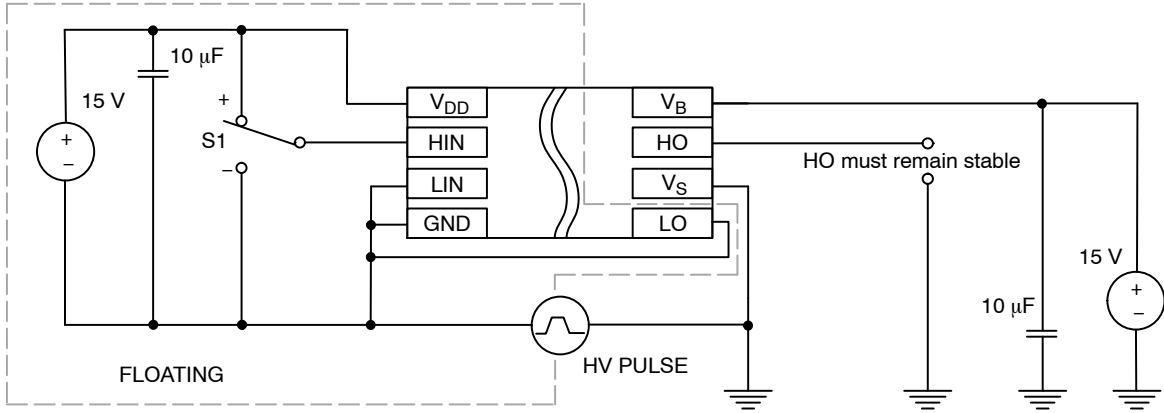 10 μF
15 V
+
−
+
S1
−
V_DD
HIN
LIN
GND
V_B
HO
V_S
LO
HO must remain stable
15 V
+
−
10 μF
HV PULSE
FLOATING